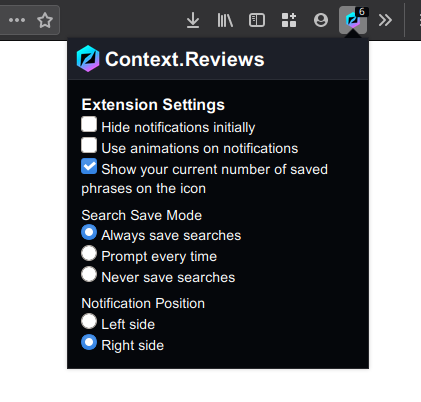 6
Context.Reviews
Extension Settings
Hide notifications initially
Use animations on notifications
Show your current number of saved
phrases on the icon
Search Save Mode
Always save searches
Prompt every time
Never save searches
Notification Position
Left side
Right side